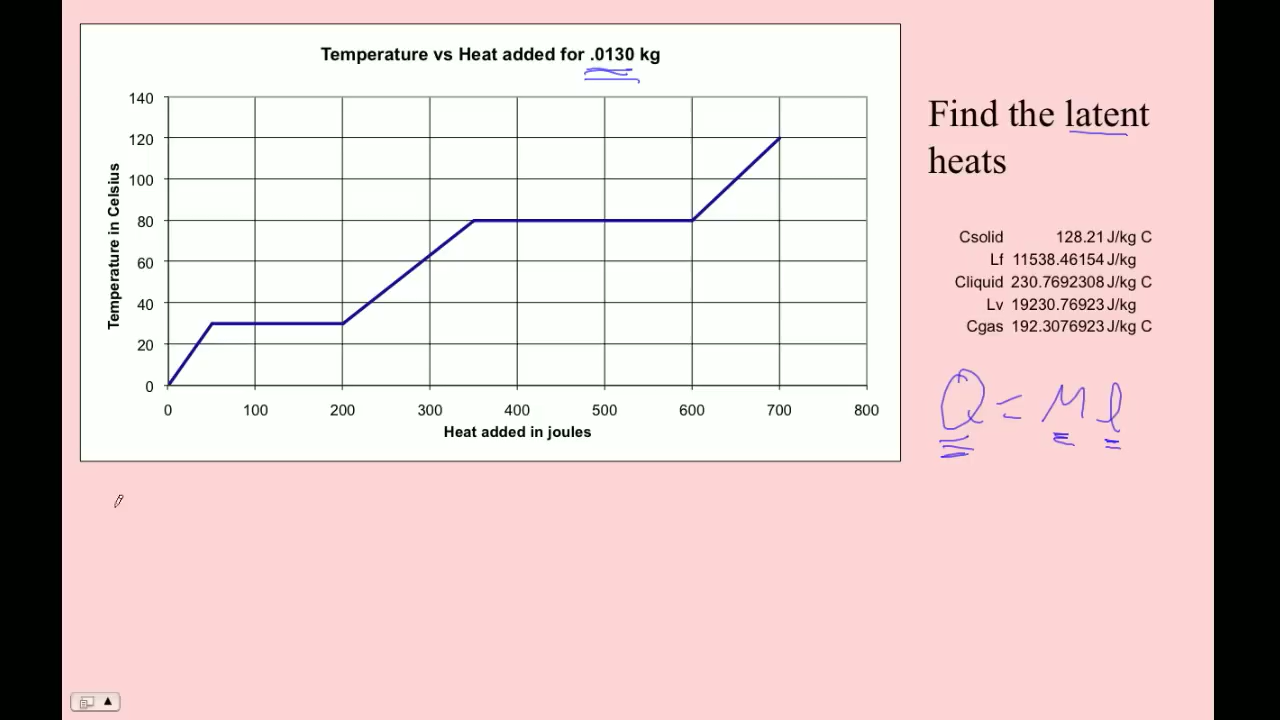 Temperature vs Heat added for .0130 kg
Temperature in Celsius
140
120
100
80
60
40
20
0
0 100 200 300 400 500 600 700 800
Heat added in joules
Find the latent
heats
Csolid 128.21 J/kg C
Lf 11538.46154 J/kg
Cliquid 230.7692308 J/kg C
Lv 19230.76923 J/kg
Cgas 192.3076923 J/kg C
Q = M l